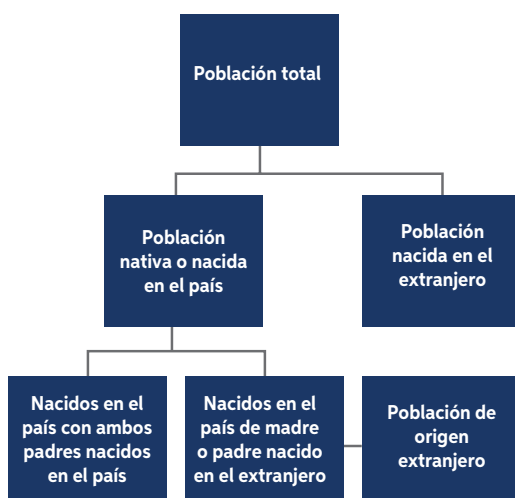 Población total
Población
nativa o nacida
en el país
Población
nacida en el
extranjero
Nacidos en el
país con ambos
padres nacidos
en el país
Nacidos en el
país de madre
o padre nacido
en el extranjero
Población de
origen
extranjero